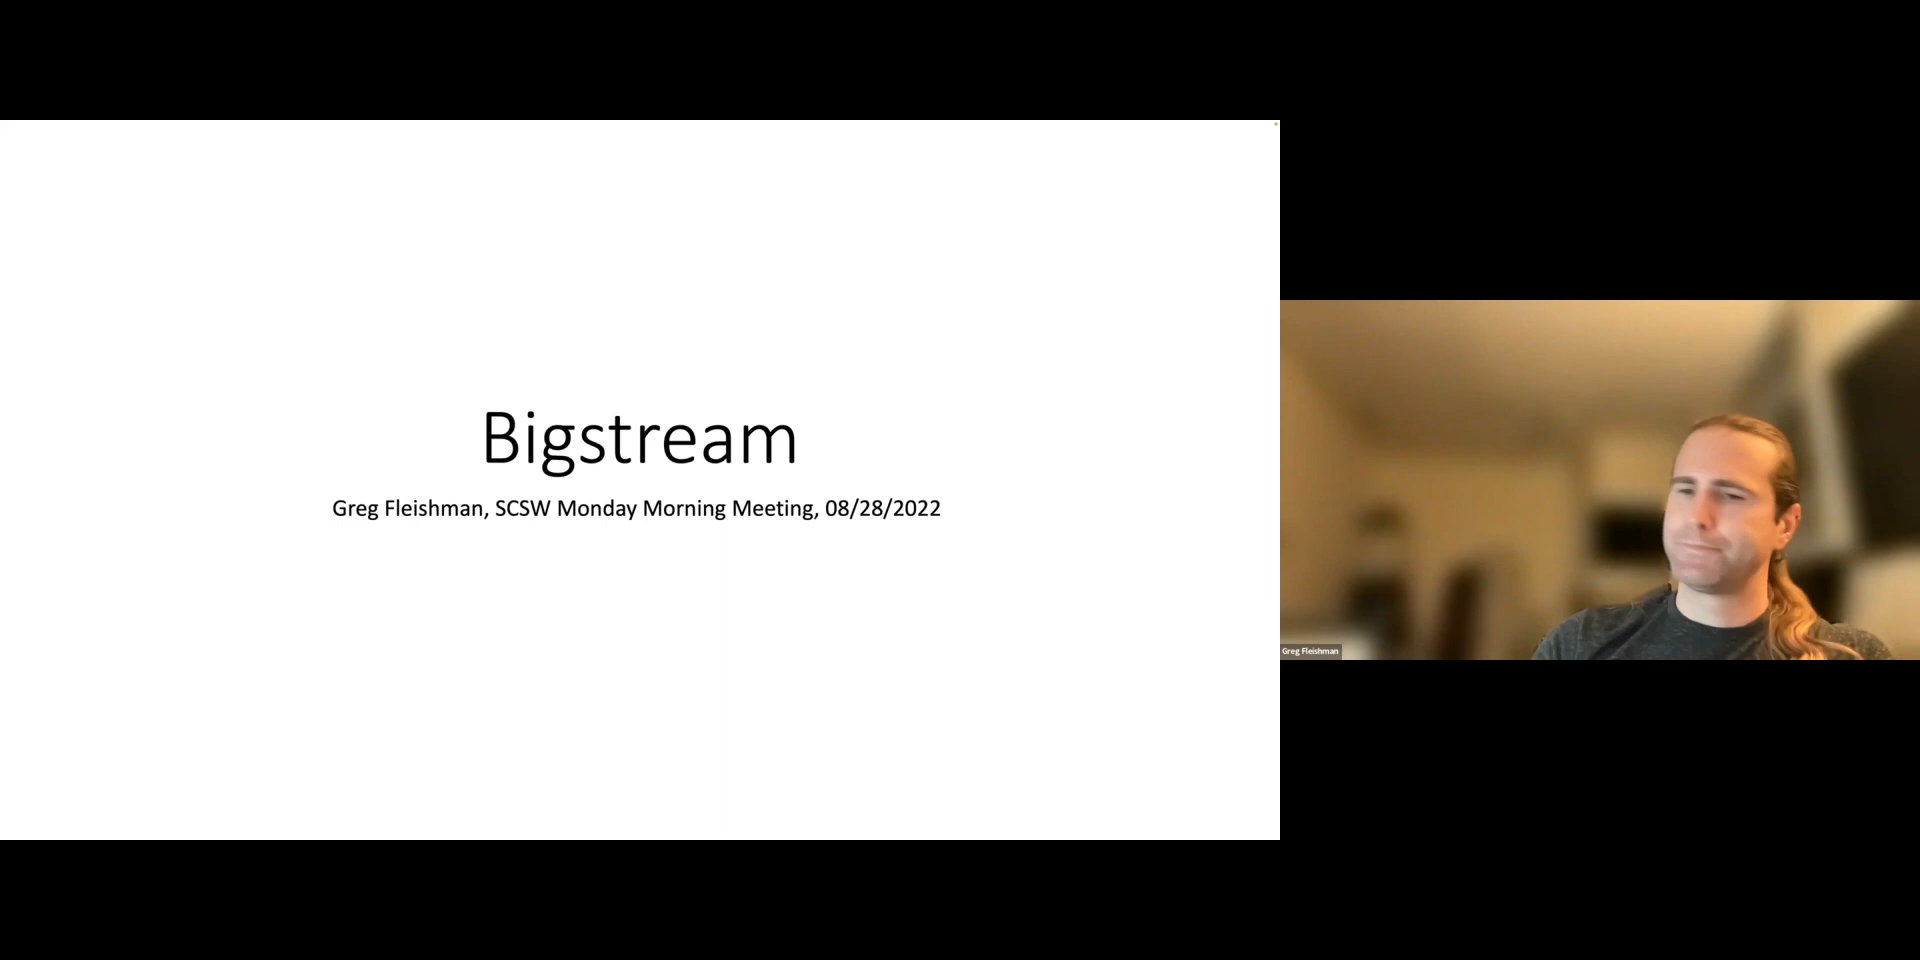 Bigstream
Greg Fleishman, SCSW Monday Morning Meeting, 08/28/2022
Greg Fleishman